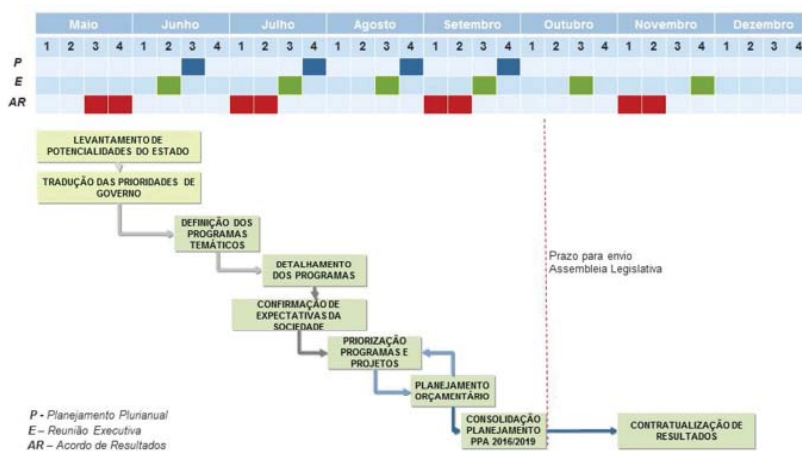 Maio Junho Julho Agosto Setembro Outubro Novembro Dezembro
1 2 3 4 1 2 3 4 1 2 3 4 1 2 3 4 1 2 3 4 1 2 3 4 1 2 3 4 1 2 3 4
P
E
AR
LEVANTAMENTO DE
POTENCIALIDADES DO ESTADO
TRADUÇÃO DAS PRIORIDADES DE
GOVERNO
DEFINIÇÃO DOS
PROGRAMAS
TEMÁTICOS
DETALHAMENTO
DOS PROGRAMAS
Prazo para envio
Assembleia Legislativa
CONFIRMAÇÃO DE
EXPECTATIVAS DA
SOCIEDADE
PRIORIZAÇÃO
PROGRAMAS E
PROJETOS
PLANEJAMENTO
ORÇAMENTÁRIO
CONSOLIDAÇÃO
PLANEJAMENTO
PPA 2016/2019
CONTRATUALIZAÇÃO DE
RESULTADOS
P - Planejamento Plurianual
E – Reunião Executiva
AR – Acordo de Resultados